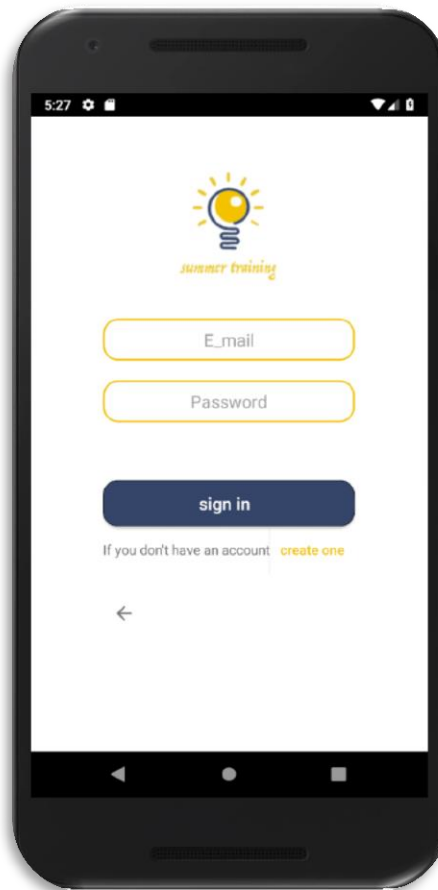 5:27
summer training
E_mail
Password
sign in
If you don't have an account create one